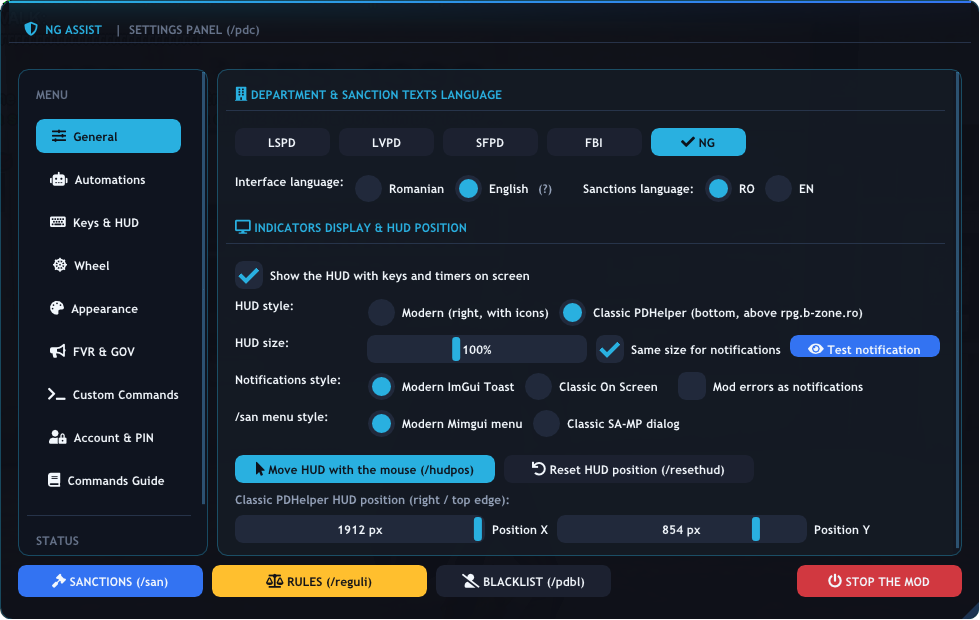 NG ASSIST | SETTINGS PANEL (/pdc)
MENU
General
Automations
Keys & HUD
Wheel
Appearance
FVR & GOV
Custom Commands
Account & PIN
Commands Guide
STATUS
DEPARTMENT & SANCTION TEXTS LANGUAGE
LSPD LVPD SFPD FBI NG
Interface language: Romanian English (?) Sanctions language: RO EN
INDICATORS DISPLAY & HUD POSITION
Show the HUD with keys and timers on screen
HUD style: Modern (right, with icons) Classic PDHelper (bottom, above rpg.b-zone.ro)
HUD size: 100% Same size for notifications Test notification
Notifications style: Modern ImGui Toast Classic On Screen Mod errors as notifications
/san menu style: Modern Mimgui menu Classic SA-MP dialog
Move HUD with the mouse (/hudpos) Reset HUD position (/resethud)
Classic PDHelper HUD position (right / top edge):
1912 px Position X 854 px Position Y
SANCTIONS (/san) RULES (/reguli) BLACKLIST (/pdbl) STOP THE MOD